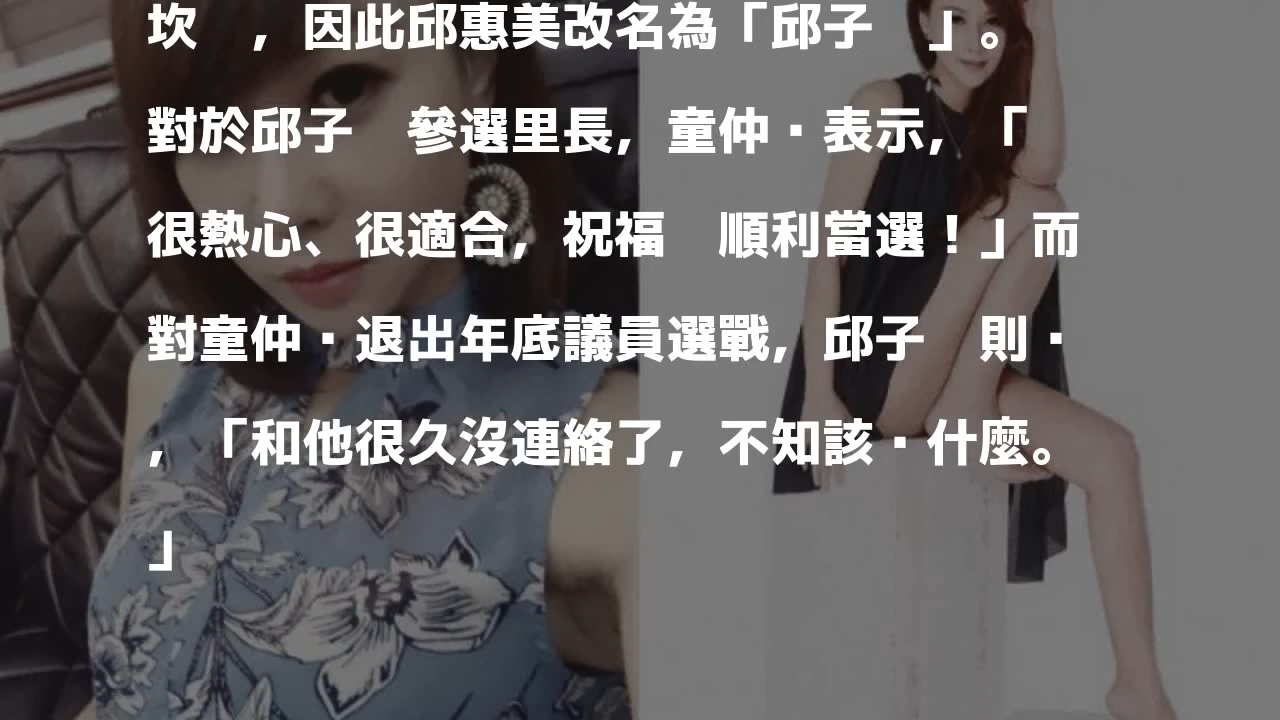 坎　，因此邱惠美改名為「邱子　」。
對於邱子　參選里長，童仲·表示，「
很熱心、很適合，祝福　順利當選！」而
對童仲·退出年底議員選戰，邱子　則·
，「和他很久沒連絡了，不知該·什麼。
」